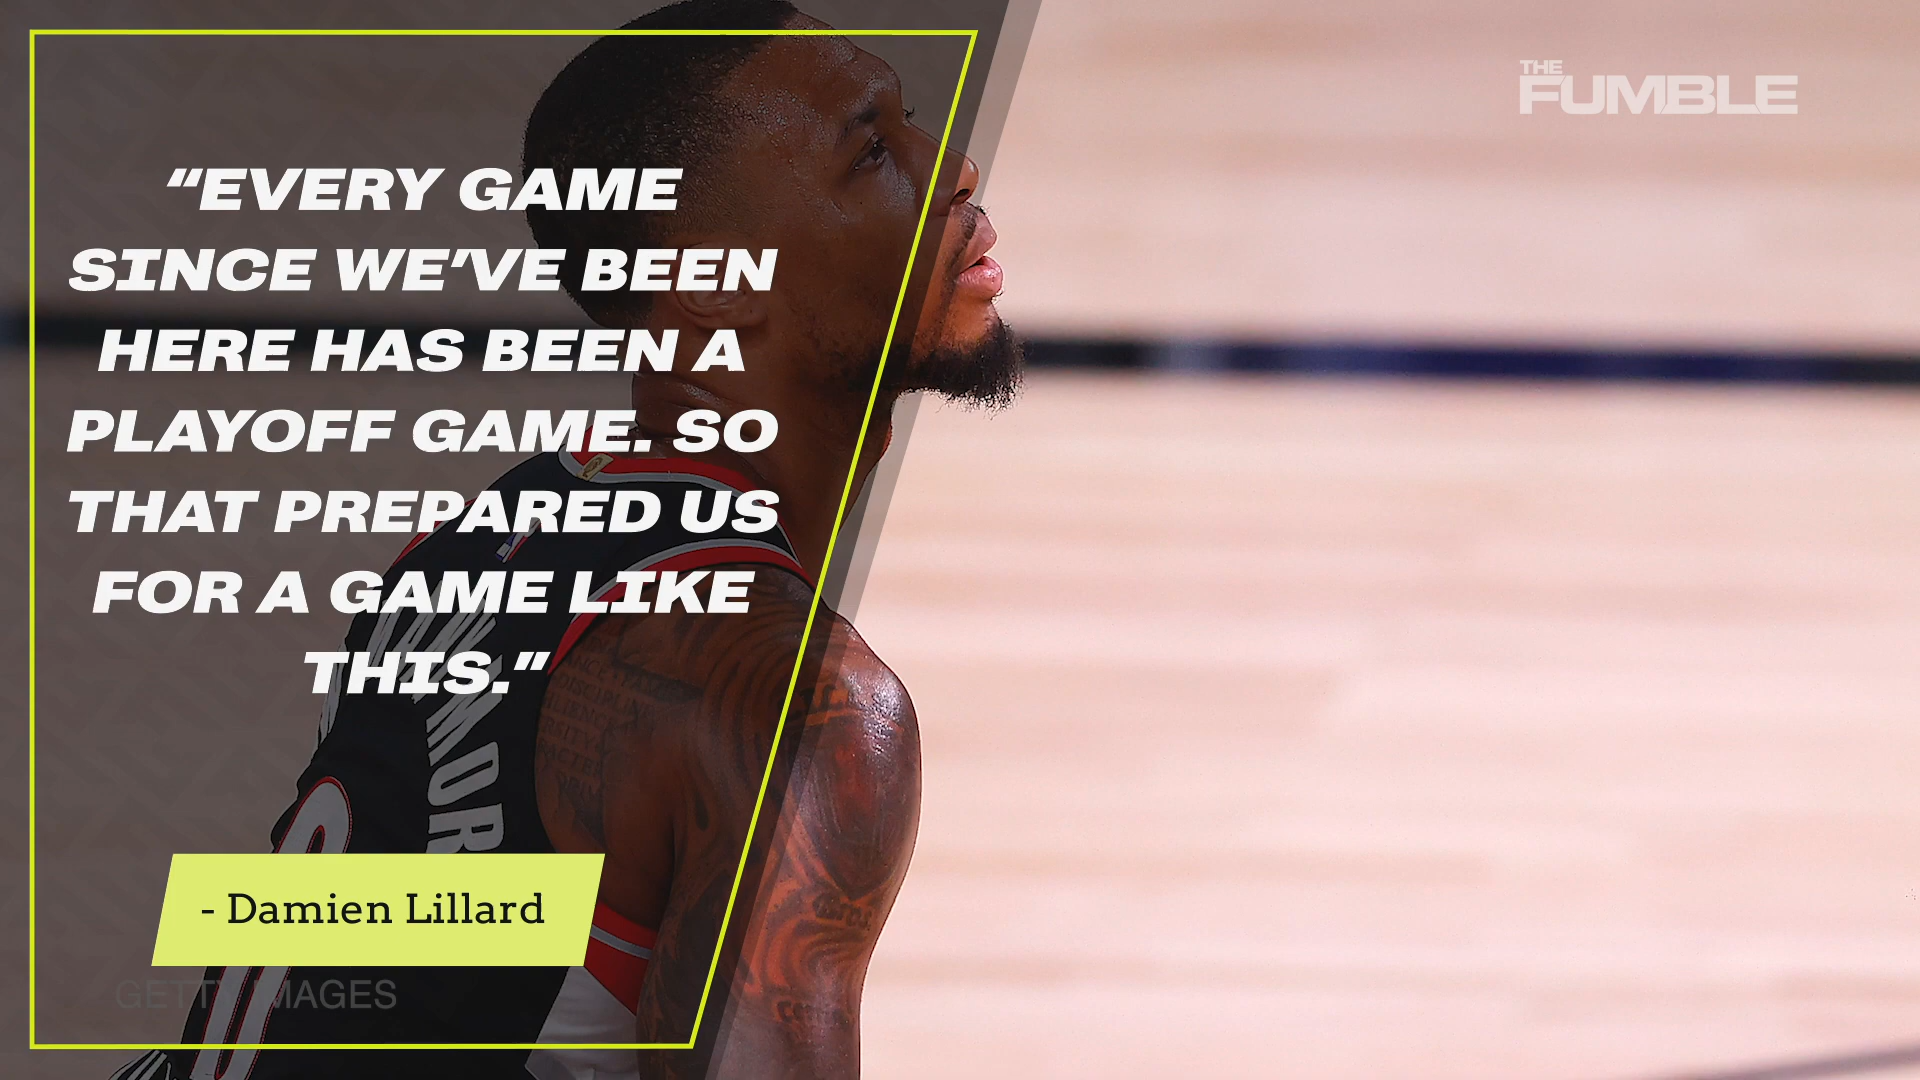 THE
FUMBLE
“EVERY GAME
SINCE WE’VE BEEN
HERE HAS BEEN A
PLAYOFF GAME. SO
THAT PREPARED US
FOR A GAME LIKE
THIS.”
- Damien Lillard
GETTY IMAGES